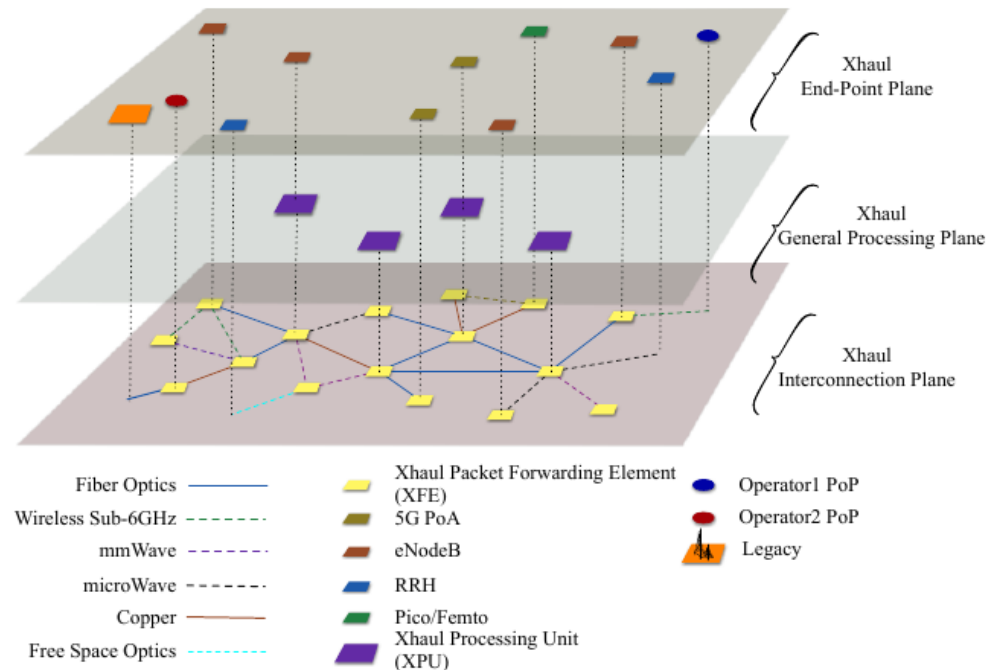 Xhaul
End-Point Plane
Xhaul
General Processing Plane
Xhaul
Interconnection Plane
Fiber Optics
Wireless Sub-6GHz
mmWave
microWave
Copper
Free Space Optics
Xhaul Packet Forwarding Element
(XFE)
5G PoA
eNodeB
RRH
Pico/Femto
Xhaul Processing Unit
(XPU)
Operator1 PoP
Operator2 PoP
Legacy